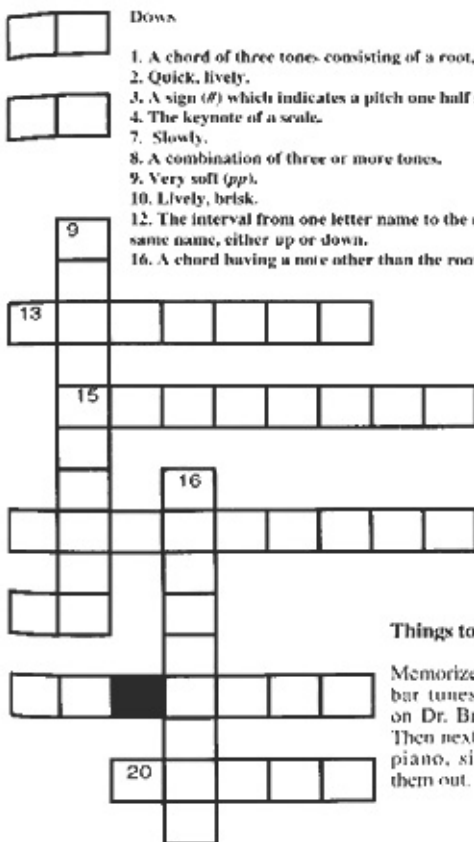 Down
1. A chord of three tones consisting of a root,
2. Quick, lively.
3. A sign (#) which indicates a pitch one half
4. The keynote of a scale.
7. Slowly.
8. A combination of three or more tones.
9. Very soft (pp).
10. Lively, brisk.
12. The interval from one letter name to the
same name, either up or down.
16. A chord having a note other than the
9
13
15
16
Things to
Memorize
bar tunes
on Dr.
Then next
piano,
them out.
20